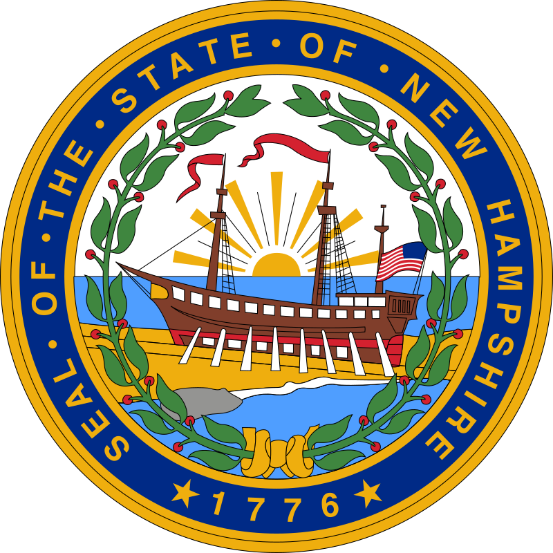 SEAL • OF • THE • STATE • OF • NEW HAMPSHIRE
1776